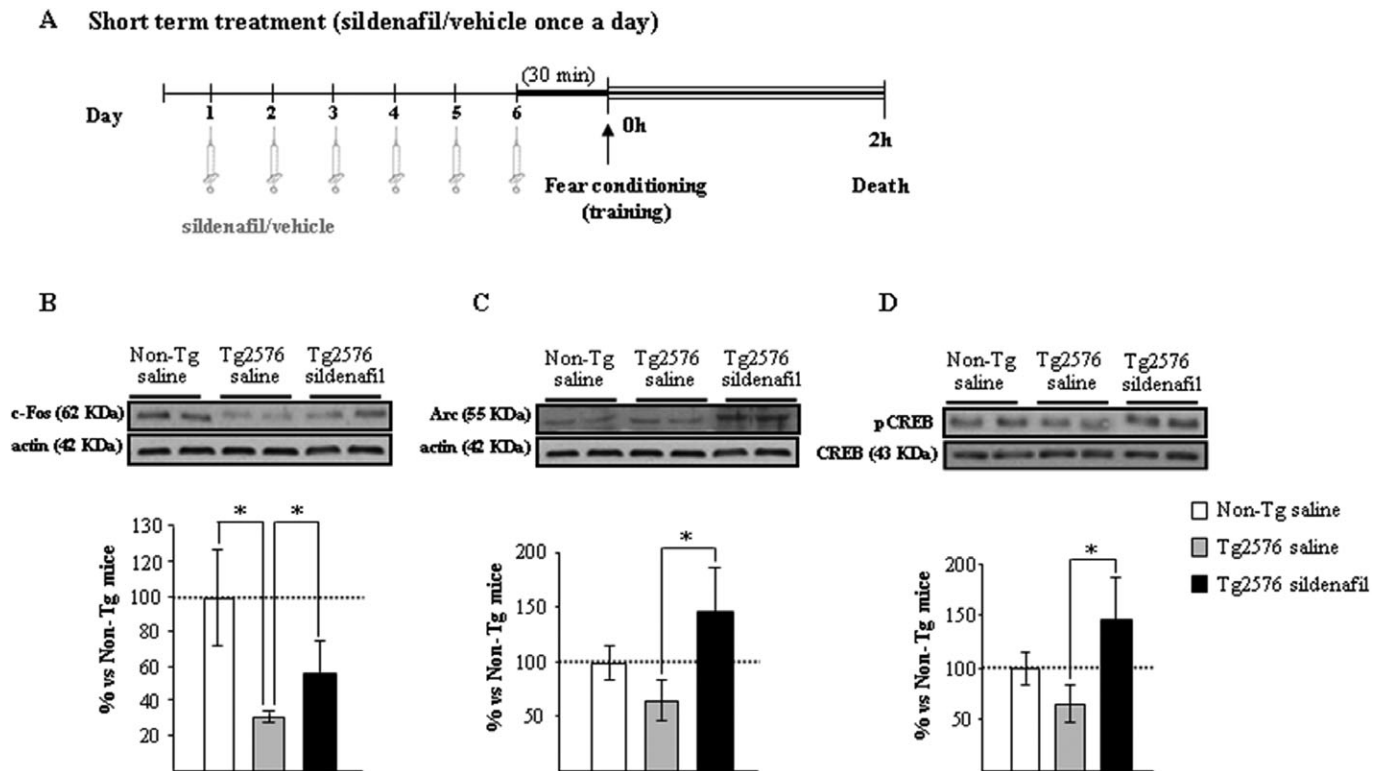 A Short term treatment (sildenafil/vehicle once a day)
(30 min)
Day
1 2 3 4 5 6
0h
2h
Fear conditioning
(training)
Death
sildenafil/vehicle
B
Non-Tg saline
Tg2576 saline
Tg2576 sildenafil
c-Fos (62 KDa)
actin (42 KDa)
% vs Non-Tg mice
130
120
100
80
60
40
20
* *
C
Non-Tg saline
Tg2576 saline
Tg2576 sildenafil
Arc (55 KDa)
actin (42 KDa)
% vs Non-Tg mice
200
150
100
50
*
D
Non-Tg saline
Tg2576 saline
Tg2576 sildenafil
pCREB
CREB (43 KDa)
% vs Non-Tg mice
200
150
100
50
*
Non-Tg saline
Tg2576 saline
Tg2576 sildenafil